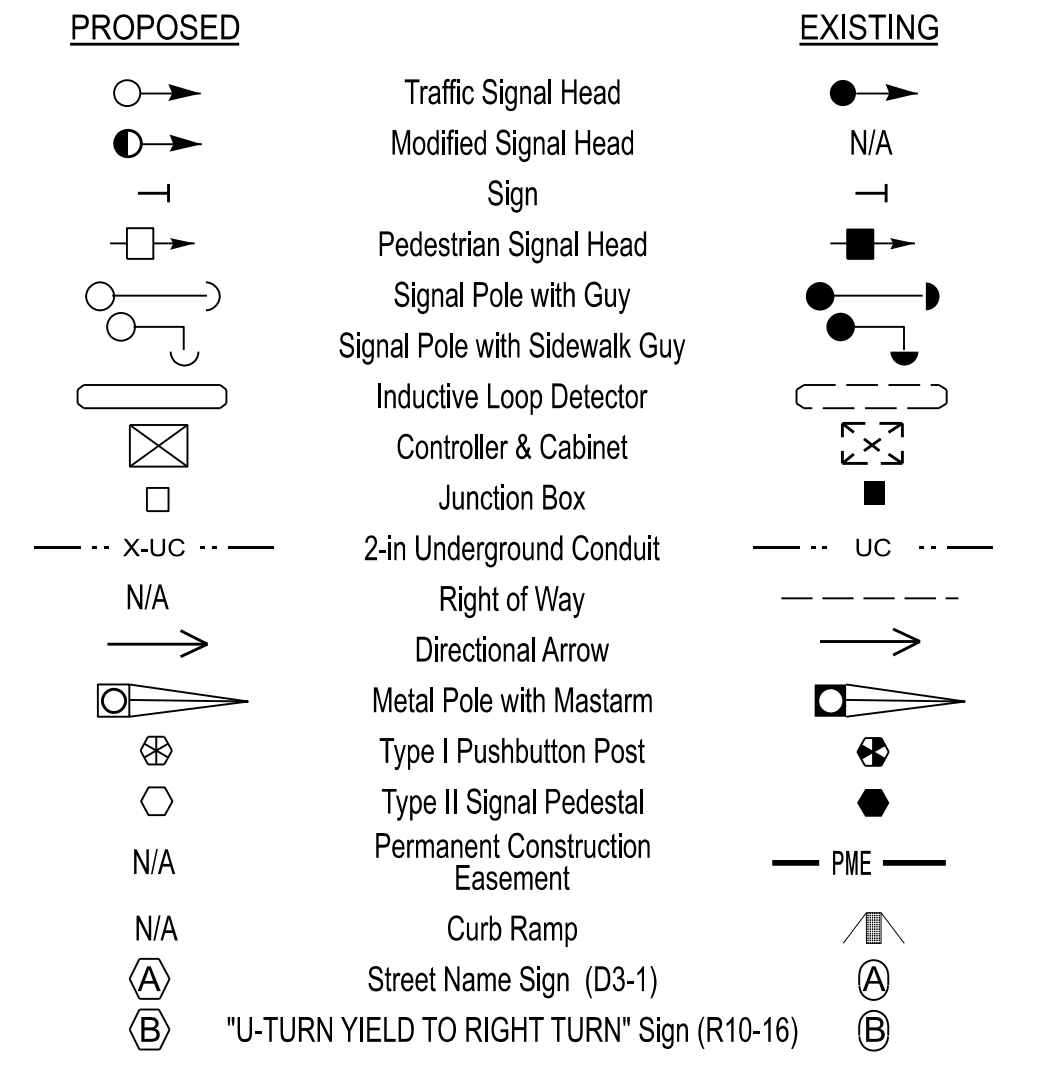 PROPOSED EXISTING
Traffic Signal Head
Modified Signal Head N/A
Sign
Pedestrian Signal Head
Signal Pole with Guy
Signal Pole with Sidewalk Guy
Inductive Loop Detector
Controller & Cabinet
Junction Box
X-UC 2-in Underground Conduit UC
N/A Right of Way
Directional Arrow
Metal Pole with Mastarm
Type I Pushbutton Post
Type II Signal Pedestal
N/A Permanent Construction PME
Easement
N/A Curb Ramp
A Street Name Sign (D3-1) A
B "U-TURN YIELD TO RIGHT TURN" Sign (R10-16) B